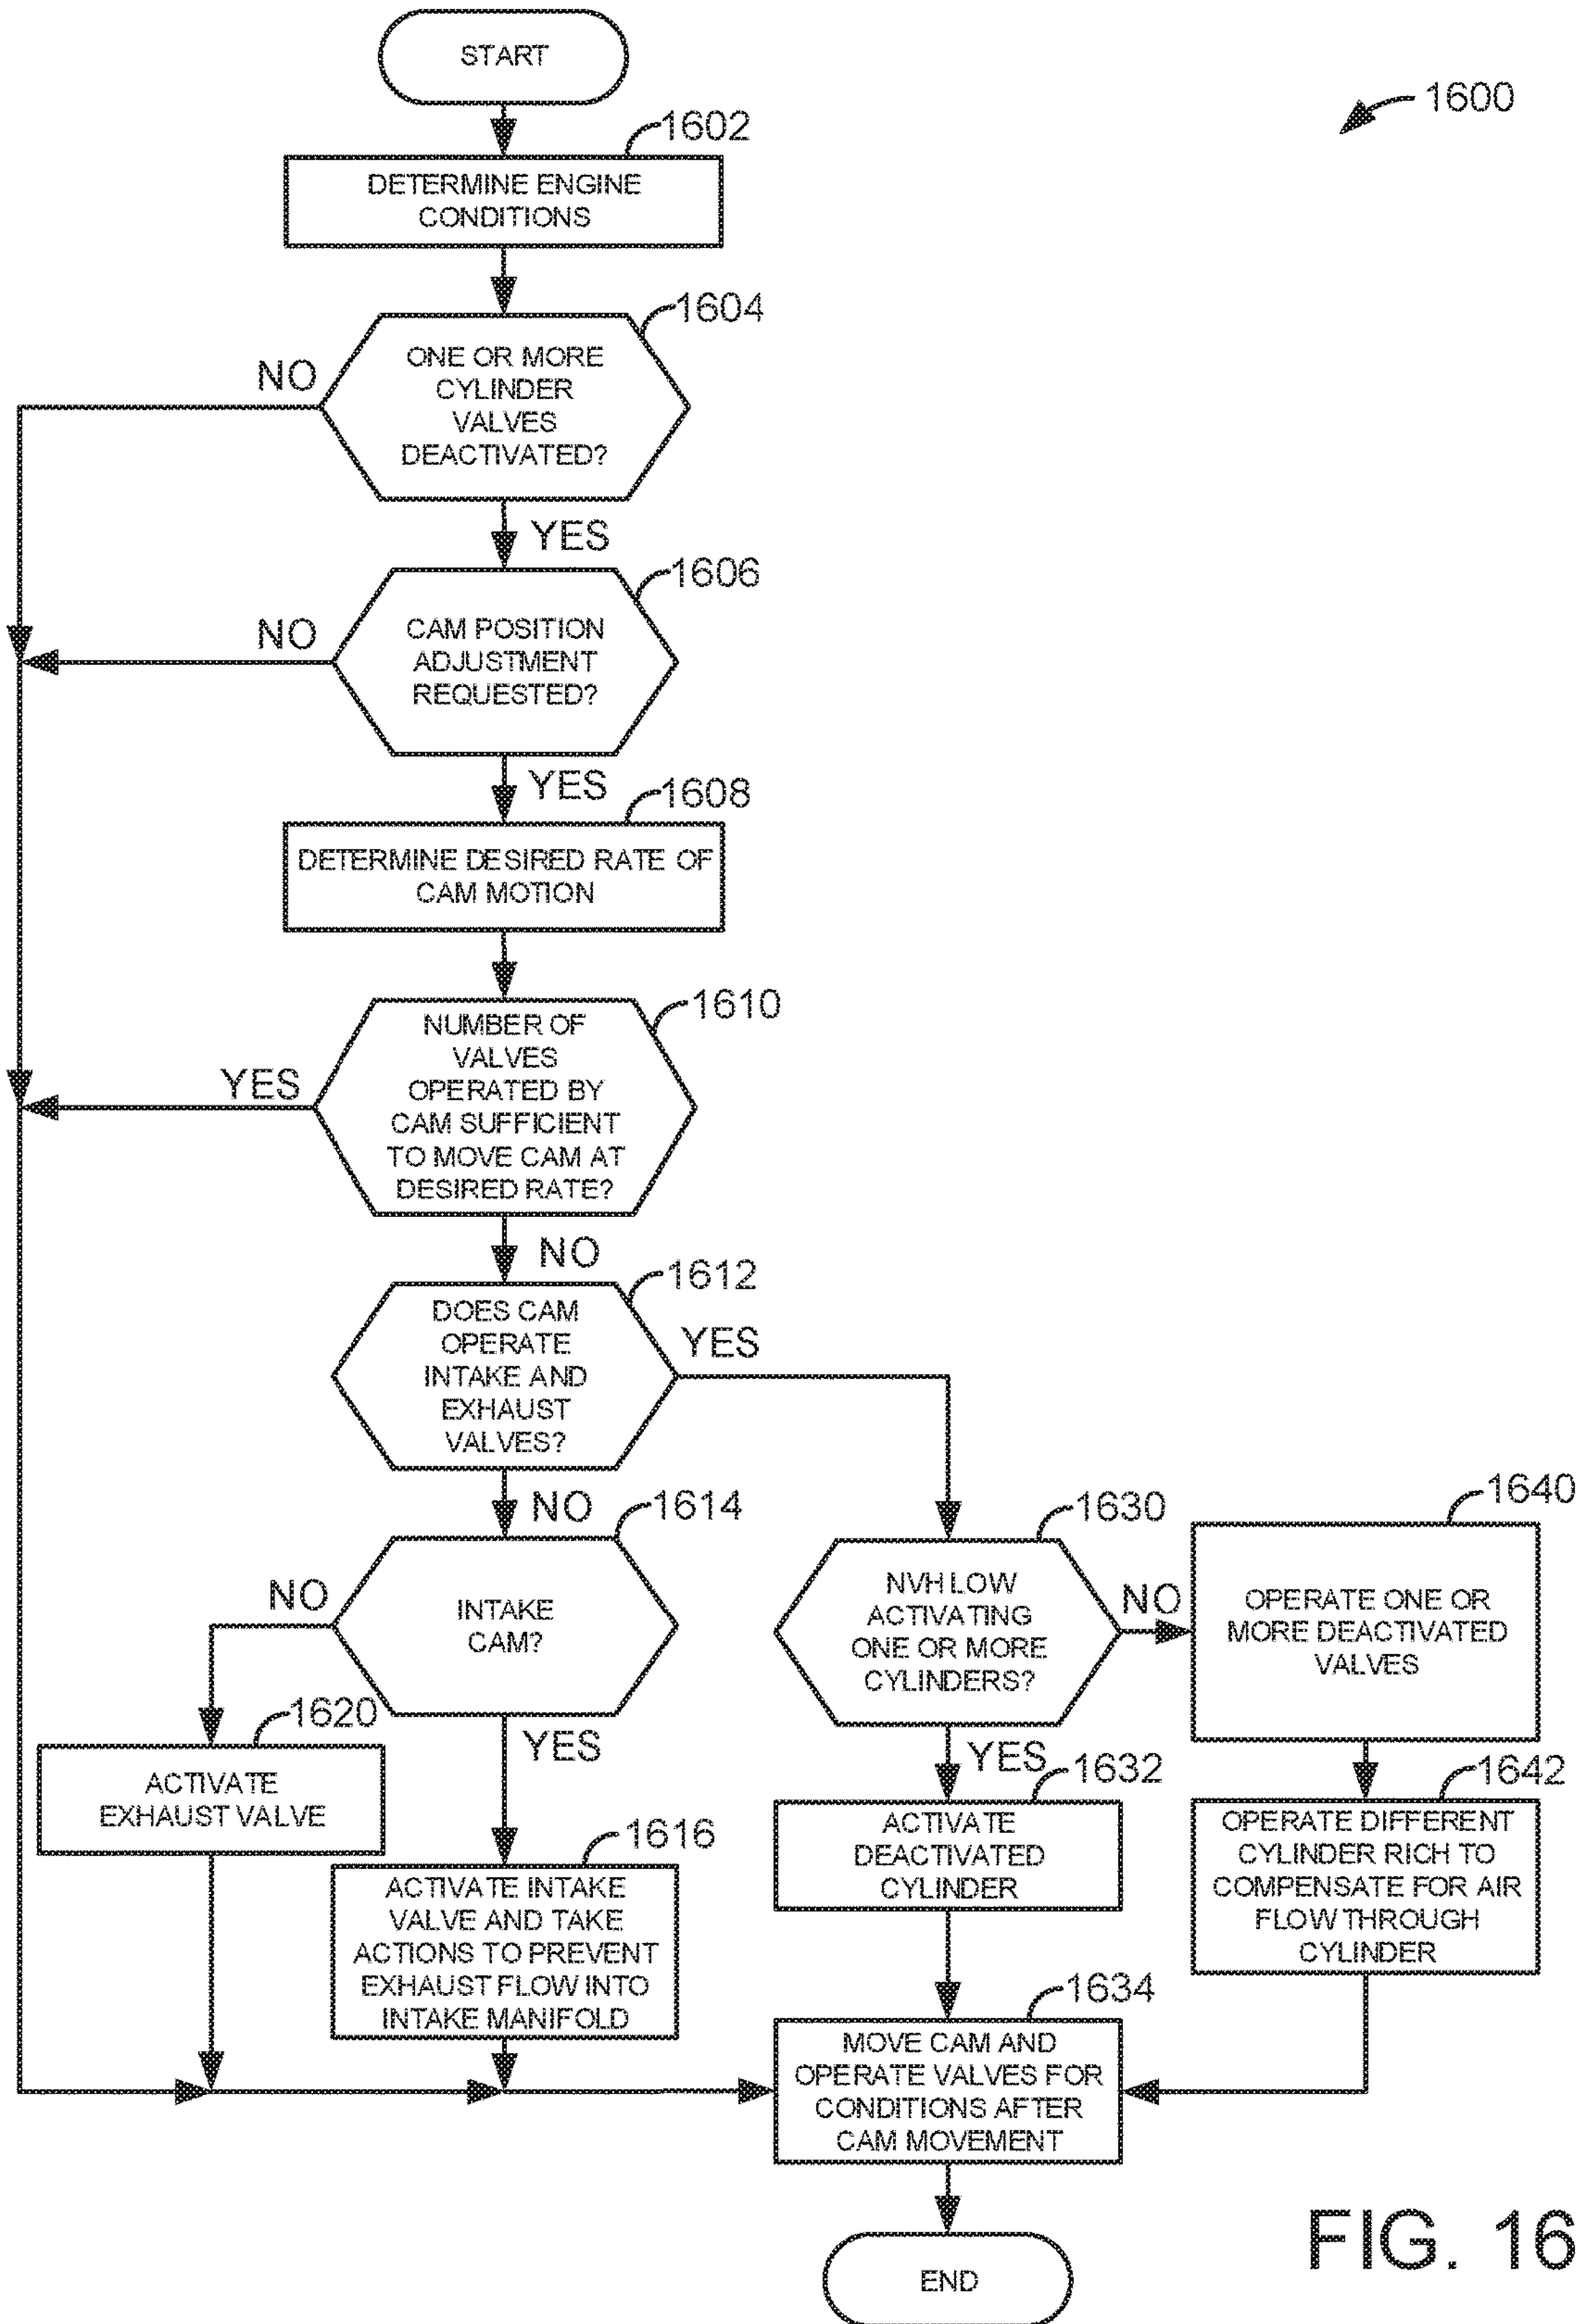 START
1600
1602
DETERMINE ENGINE
CONDITIONS
1604
ONE OR MORE
CYLINDER
VALVES
DEACTIVATED?
NO
YES
1606
CAM POSITION
ADJUSTMENT
REQUESTED?
NO
YES
1608
DETERMINE DESIRED RATE OF
CAM MOTION
1610
NUMBER OF
VALVES
OPERATED BY
CAM SUFFICIENT
TO MOVE CAM AT
DESIRED RATE?
YES
NO
1612
DOES CAM
OPERATE
INTAKE AND
EXHAUST
VALVES?
YES
NO
1614
INTAKE
CAM?
NO
YES
1620
ACTIVATE
EXHAUST VALVE
1616
ACTIVATE INTAKE
VALVE AND TAKE
ACTIONS TO PREVENT
EXHAUST FLOW INTO
INTAKE MANIFOLD
1630
NVH LOW
ACTIVATING
ONE OR MORE
CYLINDERS?
NO
YES
1640
OPERATE ONE OR
MORE DEACTIVATED
VALVES
1632
ACTIVATE
DEACTIVATED
CYLINDER
1642
OPERATE DIFFERENT
CYLINDER RICH TO
COMPENSATE FOR AIR
FLOW THROUGH
CYLINDER
1634
MOVE CAM AND
OPERATE VALVES FOR
CONDITIONS AFTER
CAM MOVEMENT
END
FIG. 16